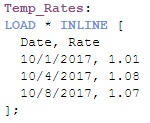 Temp_Rates:
LOAD * INLINE [
  Date, Rate
  10/1/2017, 1.01
  10/4/2017, 1.08
  10/8/2017, 1.07
];